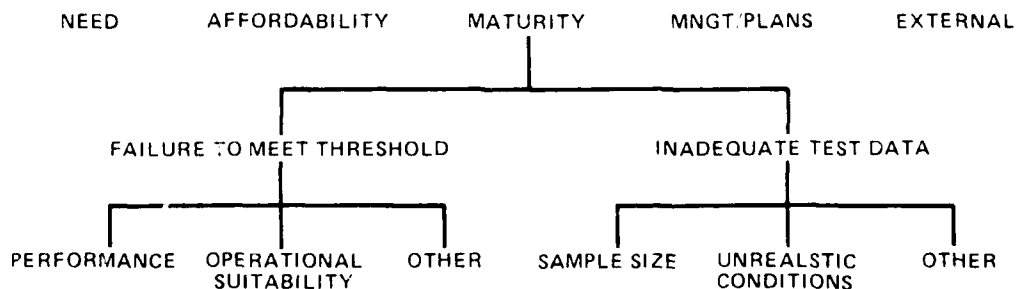 NEED AFFORDABILITY MATURITY MNGT/PLANS EXTERNAL
FAILURE TO MEET THRESHOLD INADEQUATE TEST DATA
PERFORMANCE OPERATIONAL SUITABILITY OTHER SAMPLE SIZE UNREALSTIC CONDITIONS OTHER